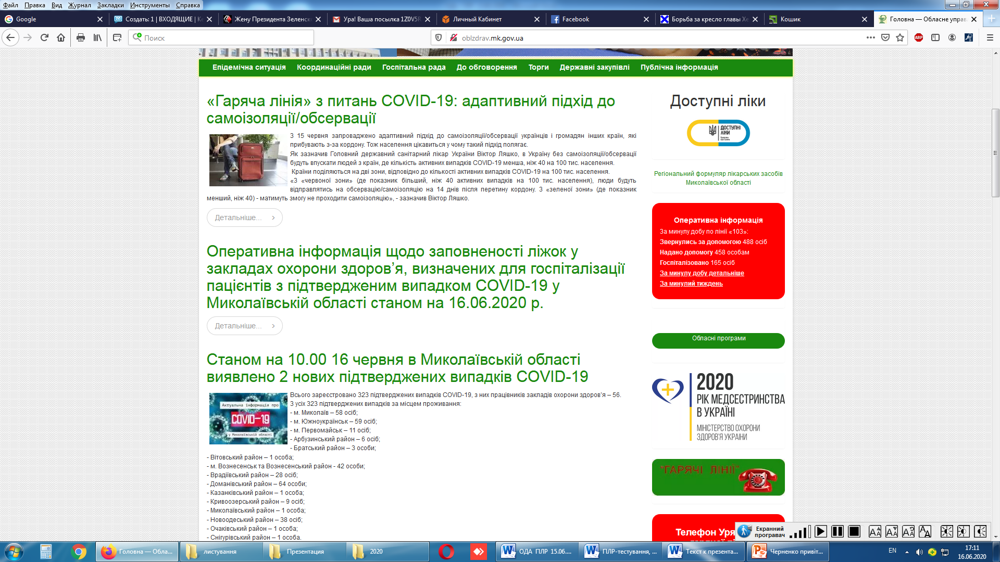 Файл Правка Вид Журнал Закладки Инструменты Справка
Google
Создать: 1 | ВХОДЯЩИЕ |
Жену Президента Зеленско
Ура! Ваша посылка 1Z0V5R
Личный Кабинет
Facebook
Борьба за кресло главы Хе
Кошик
Головна — Обласне управ
Поиск
oblzdrav.mk.gov.ua
ABP
Епідемічна ситуація Координаційні ради Госпітальна рада До обговорення Торги Державні закупівлі Публічна інформація
«Гаряча лінія» з питань COVID-19: адаптивний підхід до
самоізоляції/обсервації
З 15 червня запроваджено адаптивний підхід до самоізоляції/обсервації українців і громадян інших країн, які
прибувають з-за кордону. Тож населення цікавиться у чому такий підхід полягає.
Як зазначив Головний державний санітарний лікар України Віктор Ляшко, в Україну без самоізоляції/обсервації
будуть впускати людей з країн, де кількість активних випадків COVID-19 менша, ніж 40 на 100 тис. населення.
Країни поділяються на дві зони, відповідно до кількості активних випадків COVID-19 на 100 тис. населення.
«З «червоної зони» (де показник більший, ніж 40 активних випадків на 100 тис. населення), люди будуть
відправлятись на обсервацію/самоізоляцію на 14 днів після перетину кордону. З «зеленої зони» (де показник
менший, ніж 40) - матимуть змогу не проходити самоізоляцію», - зазначив Віктор Ляшко.
Детальніше... >
Оперативна інформація щодо заповненості ліжок у
закладах охорони здоров’я, визначених для госпіталізації
пацієнтів з підтвердженим випадком COVID-19 у
Миколаївській області станом на 16.06.2020 р.
Детальніше... >
Станом на 10.00 16 червня в Миколаївській області
виявлено 2 нових підтверджених випадків COVID-19
Актуальна інформація про
COVID-19
у Миколаївській області
Всього зареєстровано 323 підтверджених випадків COVID-19, з них працівників закладів охорони здоров’я – 56.
З усіх 323 підтверджених випадків за місцем проживання:
- м. Миколаїв – 58 осіб;
- м. Южноукраїнськ – 59 осіб;
- м. Первомайськ – 11 осіб;
- Арбузинський район – 6 осіб;
- Братський район – 3 особи;
- Вітовський район – 1 особа;
- м. Вознесенськ та Вознесенський район - 42 особи;
- Врадіївський район – 28 осіб;
- Доманівський район – 64 особи;
- Казанківський район – 1 особа;
- Кривоозерський район – 9 осіб;
- Миколаївський район – 1 особа;
- Новоодеський район – 38 осіб;
- Очаківський район – 1 особа;
- Снігурівський район – 1 особа.
Доступні ліки
ДОСТУПНІ
ЛІКИ
Регіональний формуляр лікарських засобів
Миколаївської області
Оперативна інформація
За минулу добу по лінії «103»:
Звернулись за допомогою 488 осіб
Надано допомогу 458 особам
Госпіталізовано 165 осіб
За минулу добу детальніше
За минулий тиждень
Обласні програми
2020
РІК МЕДСЕСТРИНСТВА
В УКРАЇНІ
МІНІСТЕРСТВО ОХОРОНИ
ЗДОРОВ'Я УКРАЇНИ
"ГАРЯЧІ ЛІНІЇ"
Телефон Уря
Екранний
програвач
Головна — Обла...
листування
Презентация
2020
ОДА ПЛР 15.06....
ПЛР-тестування, ...
Текст к презента...
Черненко привіт...
EN
17:11
16.06.2020